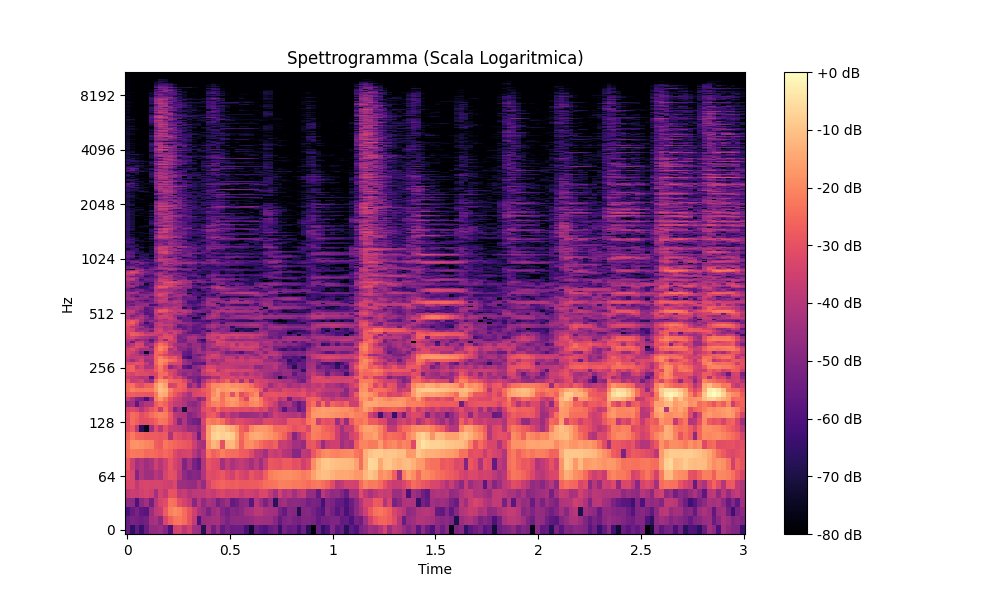 Spettrogramma (Scala Logaritmica)
Hz
8192
4096
2048
1024
512
256
128
64
0
0 0.5 1 1.5 2 2.5 3
Time
+0 dB
-10 dB
-20 dB
-30 dB
-40 dB
-50 dB
-60 dB
-70 dB
-80 dB